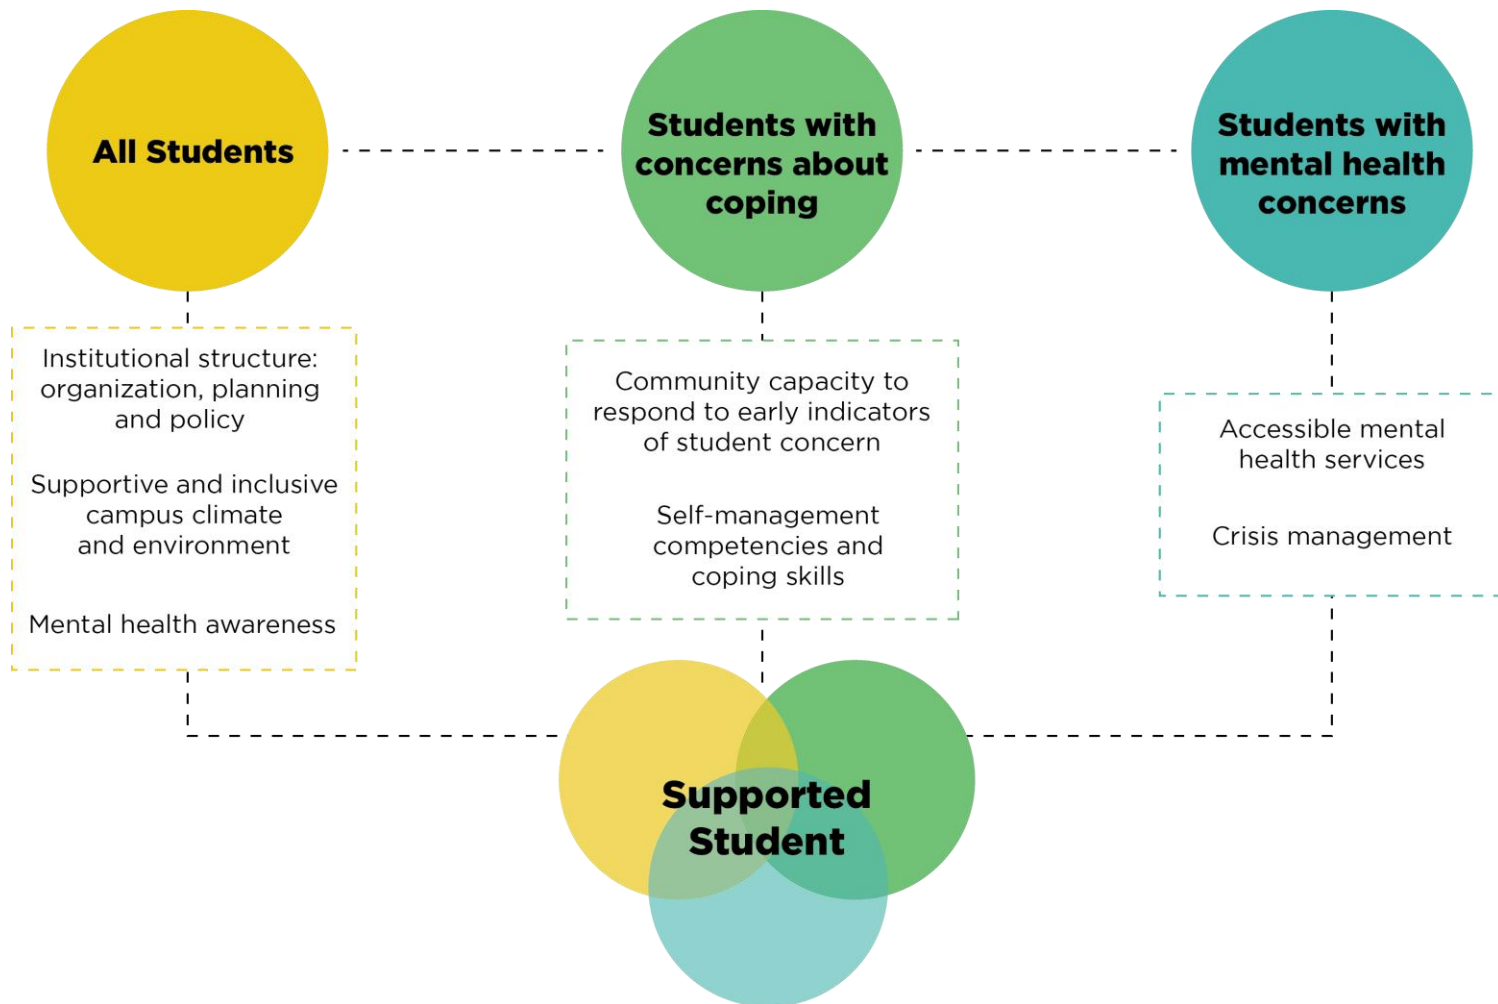 All Students
Students with
concerns about
coping
Students with
mental health
concerns
Institutional structure:
organization, planning
and policy
Supportive and inclusive
campus climate
and environment
Mental health awareness
Community capacity to
respond to early indicators
of student concern
Self-management
competencies and
coping skills
Accessible mental
health services
Crisis management
Supported
Student